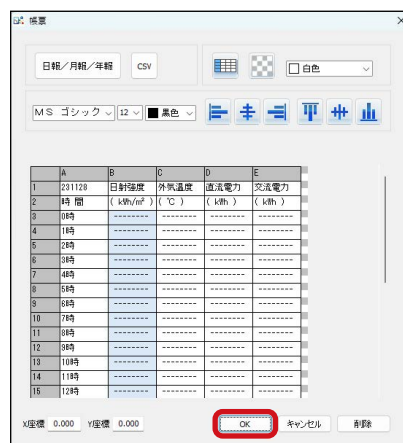 帳票
日報/月報/年報 CSV 白色
MS ゴシック 12 黒色
A B C D E
1 231128 日射強度 外気温度 直流電力 交流電力
2 時 間 ( kWh/m² ) ( ℃ ) ( kWh ) ( kWh )
3 0時 -------- -------- -------- --------
4 1時 -------- -------- -------- --------
5 2時 -------- -------- -------- --------
6 3時 -------- -------- -------- --------
7 4時 -------- -------- -------- --------
8 5時 -------- -------- -------- --------
9 6時 -------- -------- -------- --------
10 7時 -------- -------- -------- --------
11 8時 -------- -------- -------- --------
12 9時 -------- -------- -------- --------
13 10時 -------- -------- -------- --------
14 11時 -------- -------- -------- --------
15 12時 -------- -------- -------- --------
X座標 0.000 Y座標 0.000 OK キャンセル 削除